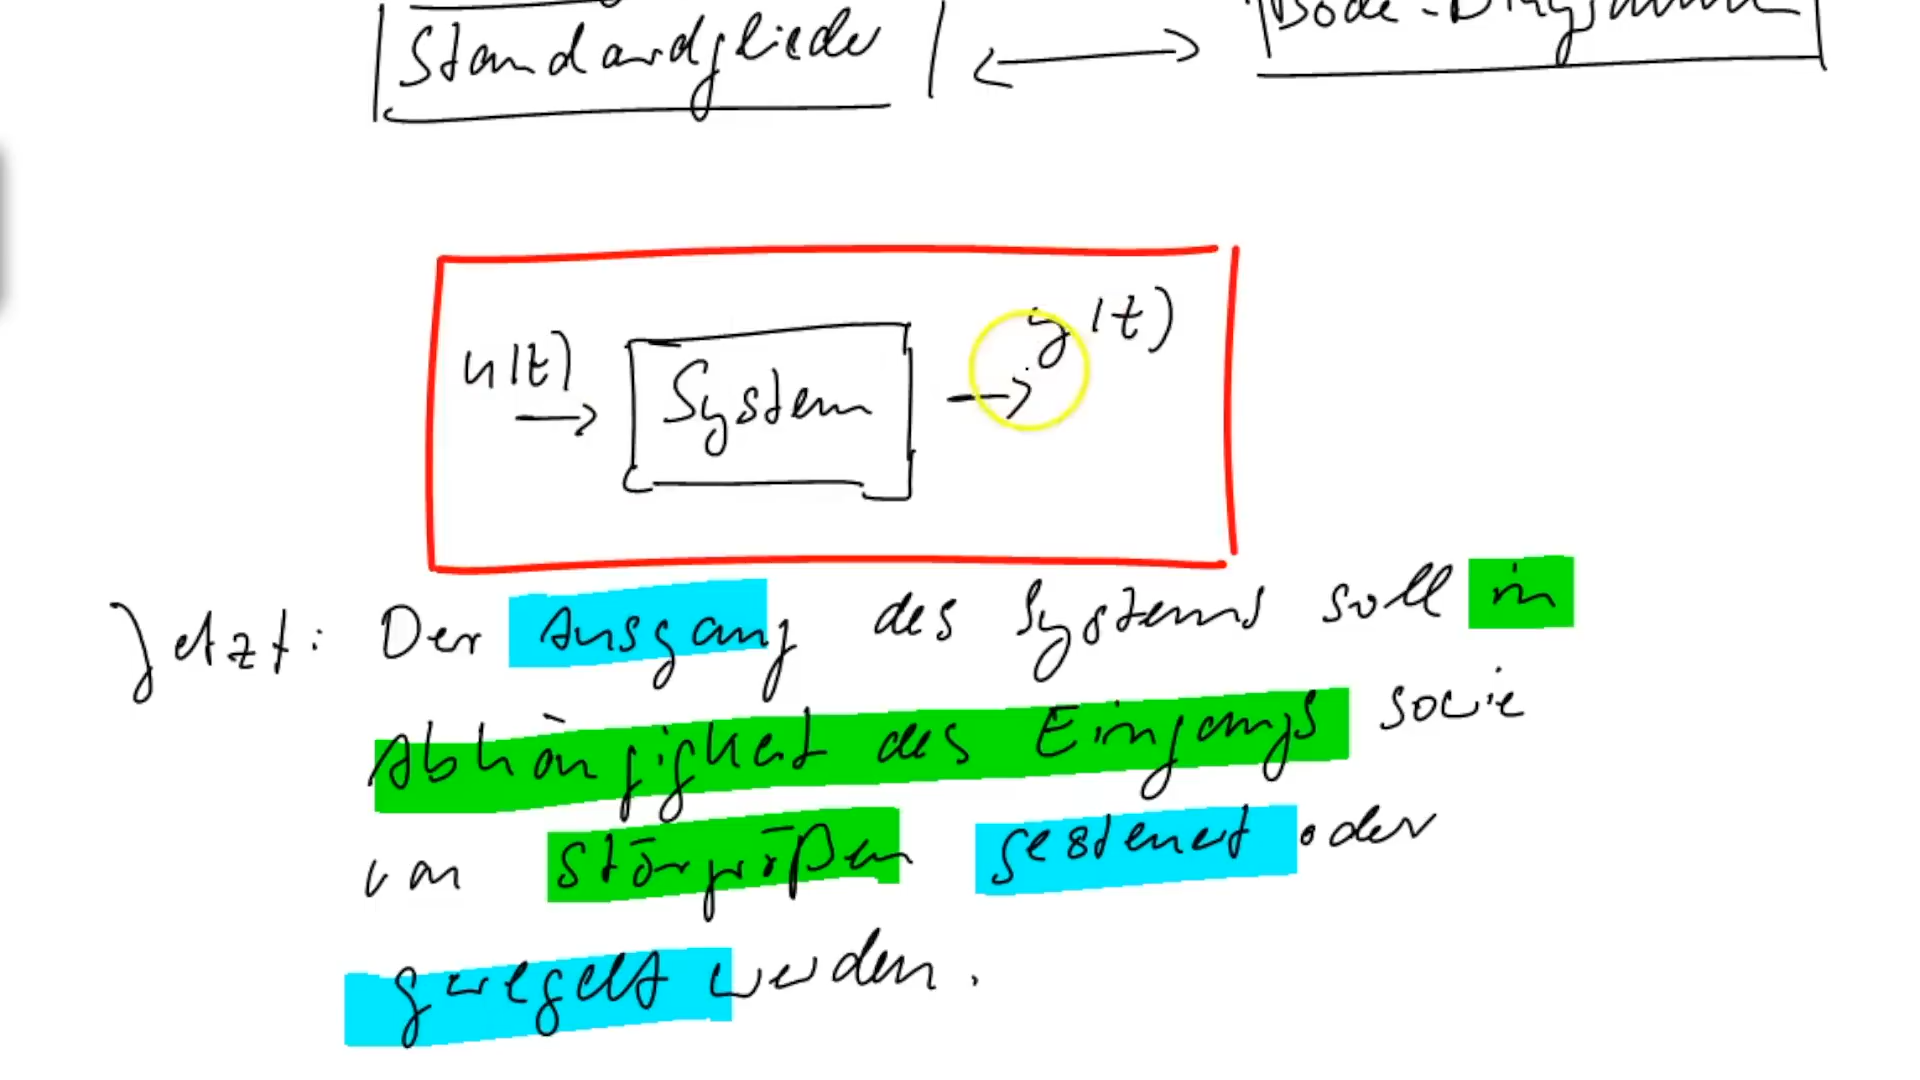 Standardglieder Bode-Diagramm
u(t) System y(t)
Jetzt: Der Ausgang des Systems soll in
Abhängigkeit des Eingangs sowie
von Störgrößen gesteuert oder
geregelt werden.